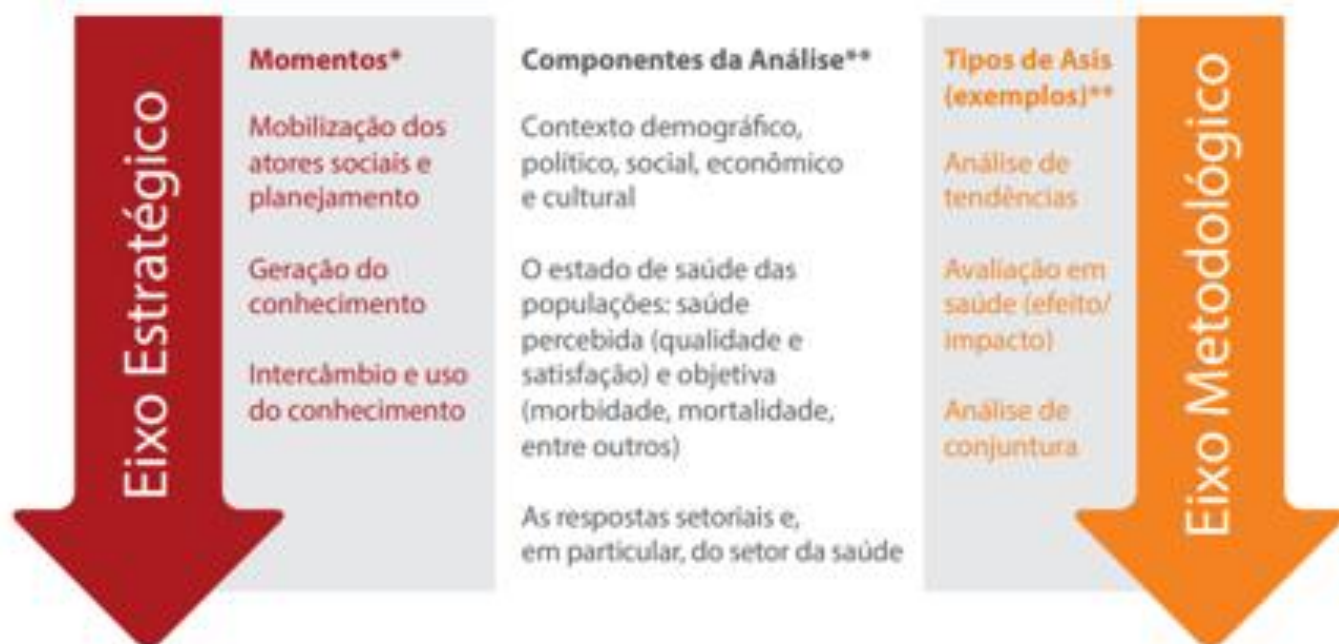 Eixo Estratégico
Momentos*
Mobilização dos
atores sociais e
planejamento
Geração do
conhecimento
Intercâmbio e uso
do conhecimento
Componentes da Análise**
Contexto demográfico,
político, social, econômico
e cultural
O estado de saúde das
populações: saúde
percebida (qualidade e
satisfação) e objetiva
(morbidade, mortalidade,
entre outros)
As respostas setoriais e,
em particular, do setor da saúde
Tipos de Asis
(exemplos)**
Análise de
tendências
Avaliação em
saúde (efeito/
impacto)
Análise de
conjuntura
Eixo Metodológico